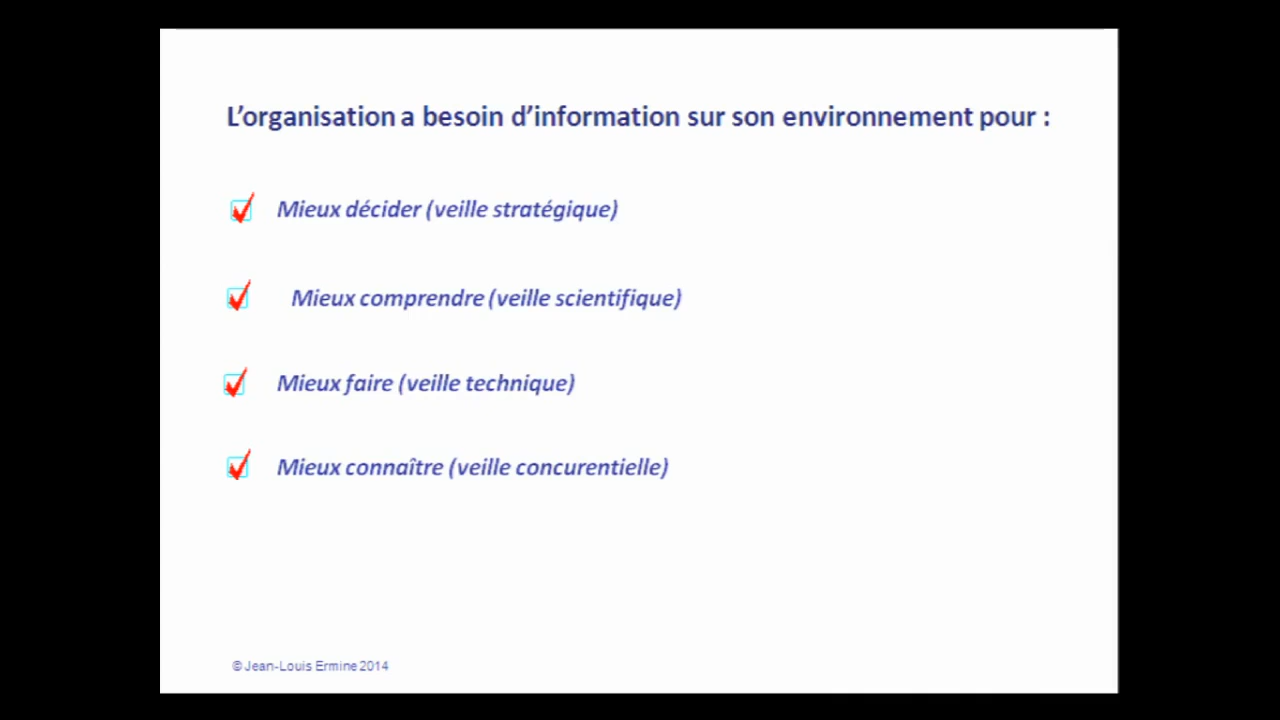 L’organisation a besoin d’information sur son environnement pour :
Mieux décider (veille stratégique)
Mieux comprendre (veille scientifique)
Mieux faire (veille technique)
Mieux connaître (veille concurentielle)
© Jean-Louis Ermine 2014